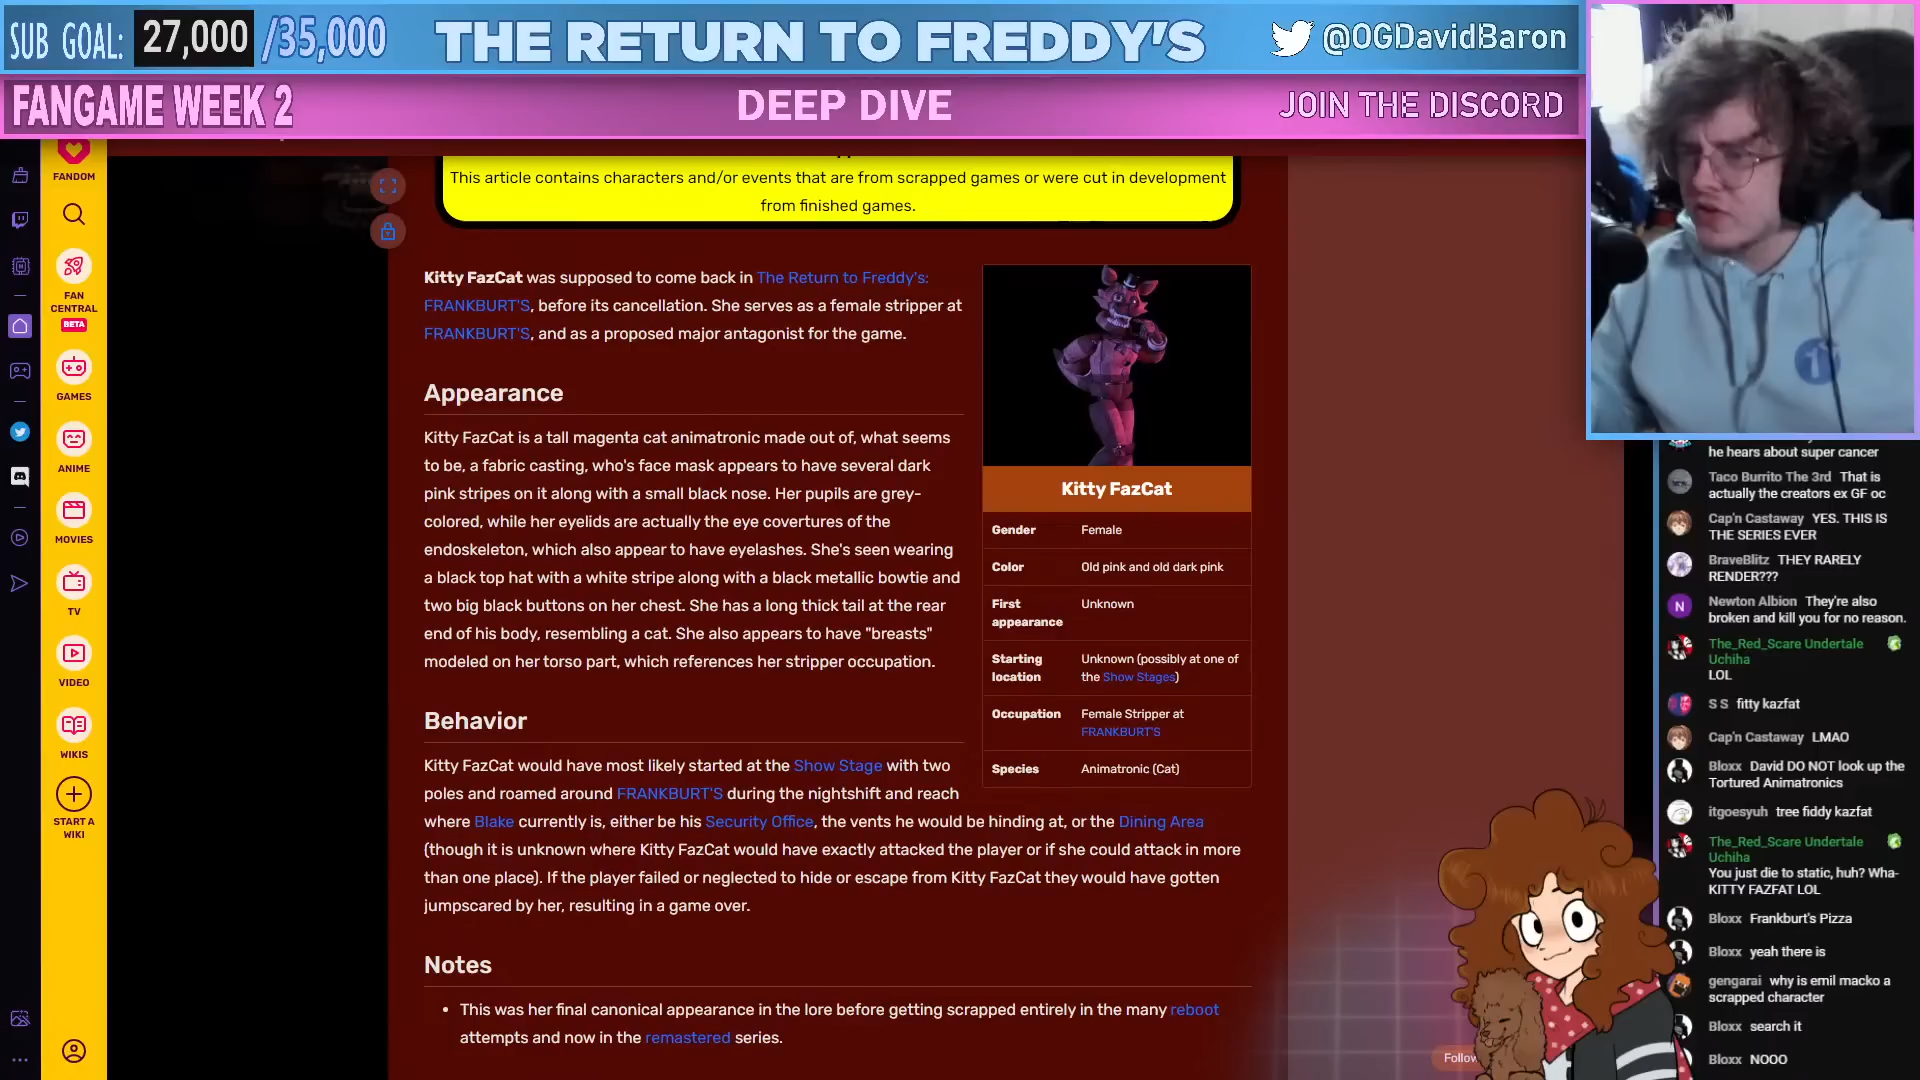 SUB GOAL: 27,000 /35,000
THE RETURN TO FREDDY'S
@OGDavidBaron
FANGAME WEEK 2
DEEP DIVE
JOIN THE DISCORD
FANDOM
FAN
CENTRAL
BETA
GAMES
ANIME
MOVIES
TV
VIDEO
WIKIS
START A
WIKI
This article contains characters and/or events that are from scrapped games or were cut in development
from finished games.
Kitty FazCat was supposed to come back in The Return to Freddy's:
FRANKBURT'S, before its cancellation. She serves as a female stripper at
FRANKBURT'S, and as a proposed major antagonist for the game.
Appearance
Kitty FazCat is a tall magenta cat animatronic made out of, what seems
to be, a fabric casting, who's face mask appears to have several dark
pink stripes on it along with a small black nose. Her pupils are grey-
colored, while her eyelids are actually the eye covertures of the
endoskeleton, which also appear to have eyelashes. She's seen wearing
a black top hat with a white stripe along with a black metallic bowtie and
two big black buttons on her chest. She has a long thick tail at the rear
end of his body, resembling a cat. She also appears to have "breasts"
modeled on her torso part, which references her stripper occupation.
Kitty FazCat
Gender Female
Color Old pink and old dark pink
First Unknown
appearance
Starting Unknown (possibly at one of
location the Show Stages)
Occupation Female Stripper at
FRANKBURT'S
Species Animatronic (Cat)
Behavior
Kitty FazCat would have most likely started at the Show Stage with two
poles and roamed around FRANKBURT'S during the nightshift and reach
where Blake currently is, either be his Security Office, the vents he would be hinding at, or the Dining Area
(though it is unknown where Kitty FazCat would have exactly attacked the player or if she could attack in more
than one place). If the player failed or neglected to hide or escape from Kitty FazCat they would have gotten
jumpscared by her, resulting in a game over.
Notes
• This was her final canonical appearance in the lore before getting scrapped entirely in the many reboot
attempts and now in the remastered series.
he hears about super cancer
Taco Burrito The 3rd That is
actually the creators ex GF oc
Cap'n Castaway YES. THIS IS
THE SERIES EVER
BraveBlitz THEY RARELY
RENDER???
N
Newton Albion They're also
broken and kill you for no reason.
The_Red_Scare Undertale
Uchiha
LOL
S S fitty kazfat
Cap'n Castaway LMAO
Bloxx David DO NOT look up the
Tortured Animatronics
itgoesyuh tree fiddy kazfat
The_Red_Scare Undertale
Uchiha
You just die to static, huh? Wha-
KITTY FAZFAT LOL
Bloxx Frankburt's Pizza
Bloxx yeah there is
gengarai why is emil macko a
scrapped character
Bloxx search it
Bloxx NOOO